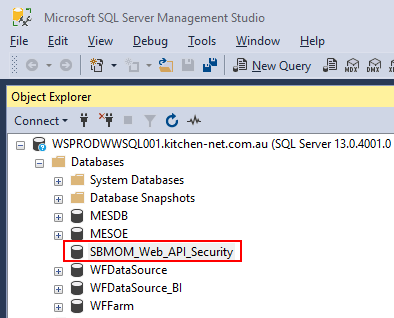 Microsoft SQL Server Management Studio
File Edit View Debug Tools Window Help
New Query MDX DMX
Object Explorer
Connect
WSPRODWWSQL001.kitchen-net.com.au (SQL Server 13.0.4001.0
Databases
System Databases
Database Snapshots
MESDB
MESOE
SBMOM_Web_API_Security
WFDataSource
WFDataSource_BI
WFFarm